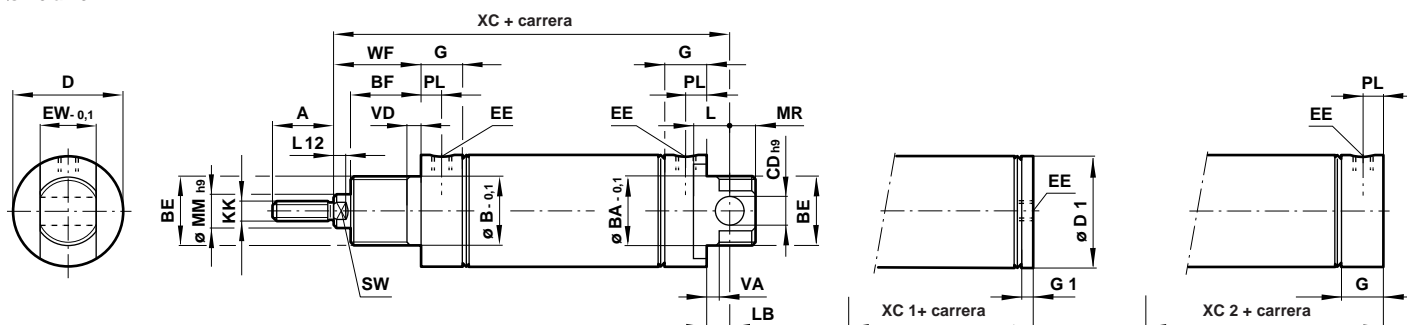 XC + carrera
WF
G
G
D
BF
PL
PL
PL
EW- 0,1
A
VD
EE
EE
L
MR
EE
L 12
CD h9
BE
ø MM h9
KK
ø B - 0,1
ø BA - 0,1
BE
EE
ø D 1
SW
VA
G 1
G
LB
XC 1+ carrera
XC 2 + carrera